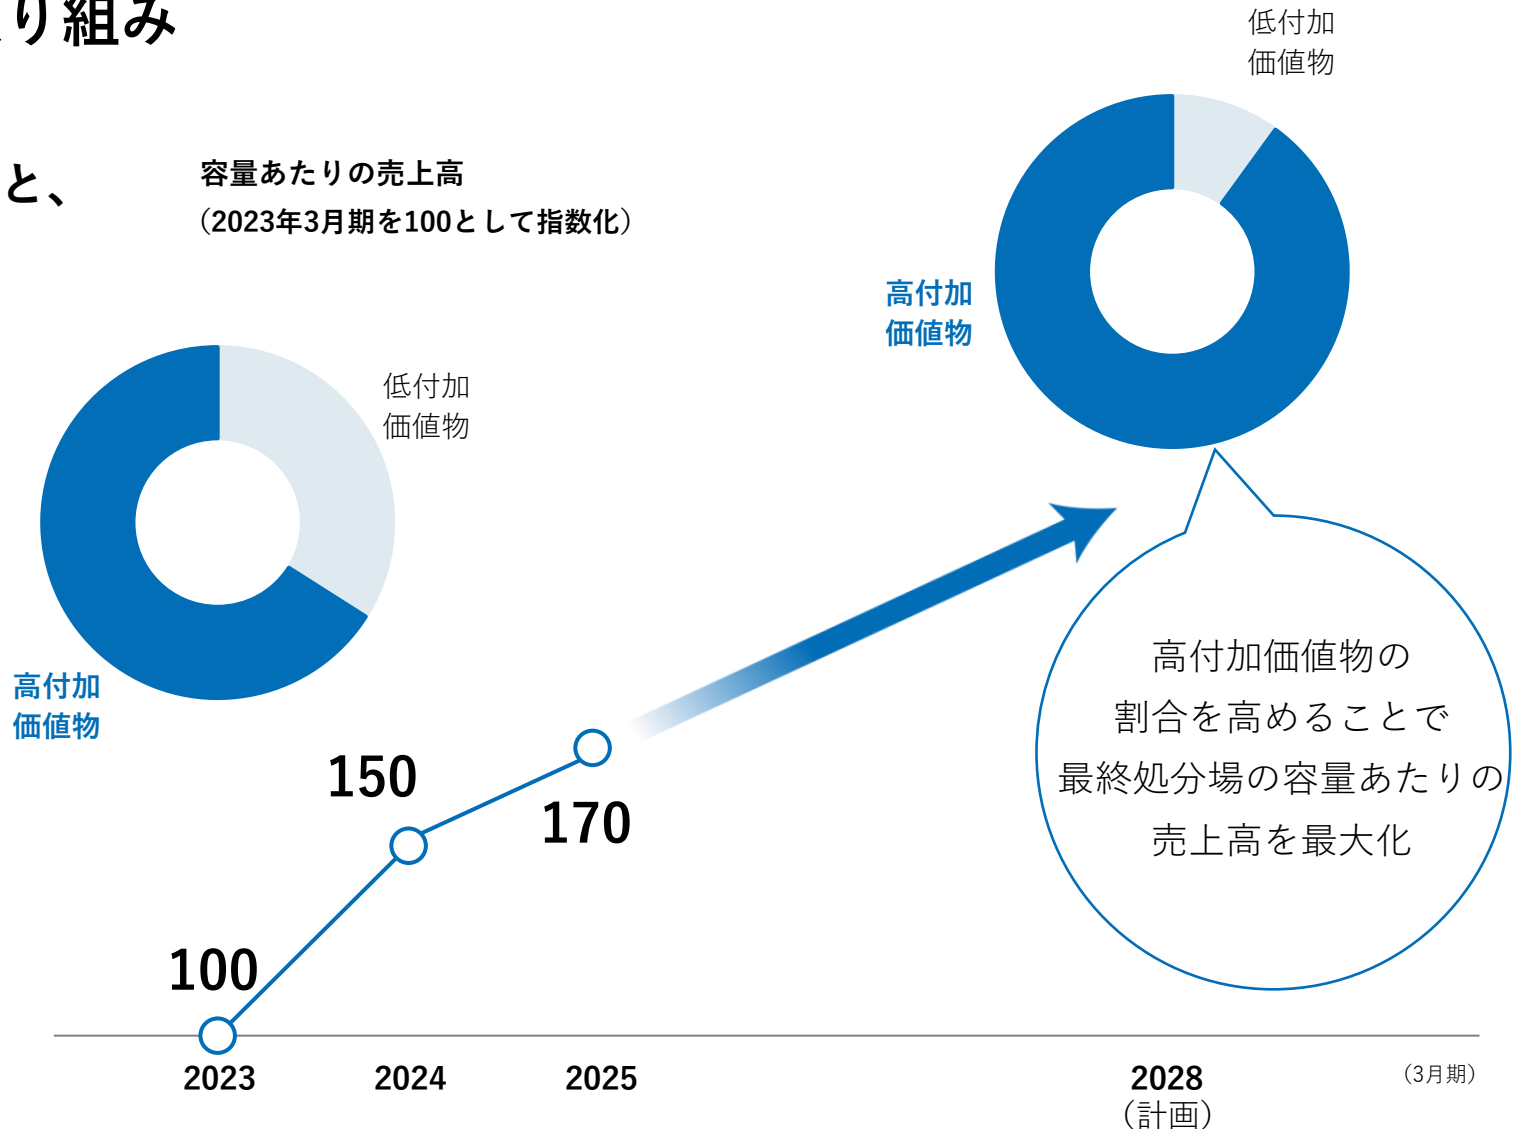 り組み
と、
容量あたりの売上高
（2023年3月期を100として指数化）
低付加
価値物
高付加
価値物
低付加
価値物
高付加
価値物
150
170
100
高付加価値物の
割合を高めることで
最終処分場の容量あたりの
売上高を最大化
2023
2024
2025
2028
（計画）
（3月期）